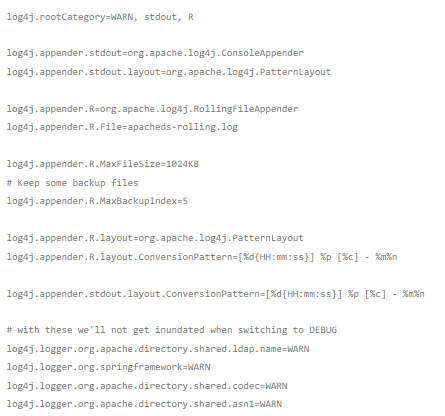 log4j.rootCategory=WARN, stdout, R
log4j.appender.stdout=org.apache.log4j.ConsoleAppender
log4j.appender.stdout.layout=org.apache.log4j.PatternLayout
log4j.appender.R=org.apache.log4j.RollingFileAppender
log4j.appender.R.File=apacheds-rolling.log
log4j.appender.R.MaxFileSize=1024KB
# Keep some backup files
log4j.appender.R.MaxBackupIndex=5
log4j.appender.R.layout=org.apache.log4j.PatternLayout
log4j.appender.R.layout.ConversionPattern=[%d{HH:mm:ss}] %p [%c] - %m%n
log4j.appender.stdout.layout.ConversionPattern=[%d{HH:mm:ss}] %p [%c] - %m%n
# with these we'll not get inundated when switching to DEBUG
log4j.logger.org.apache.directory.shared.ldap.name=WARN
log4j.logger.org.springframework=WARN
log4j.logger.org.apache.directory.shared.codec=WARN
log4j.logger.org.apache.directory.shared.asn1=WARN